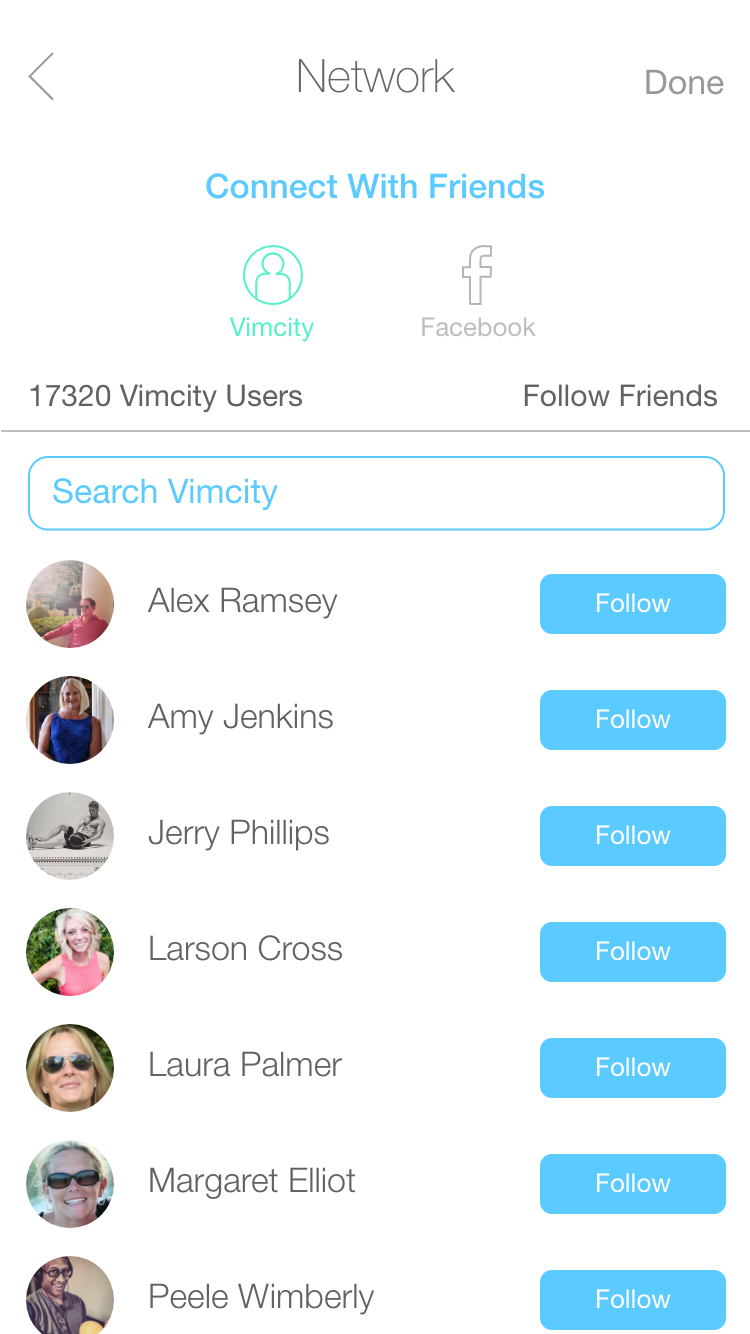 Network
Done
Connect With Friends
Vimcity
Facebook
17320 Vimcity Users
Follow Friends
Search Vimcity
Alex Ramsey
Follow
Amy Jenkins
Follow
Jerry Phillips
Follow
Larson Cross
Follow
Laura Palmer
Follow
Margaret Elliot
Follow
Peele Wimberly
Follow